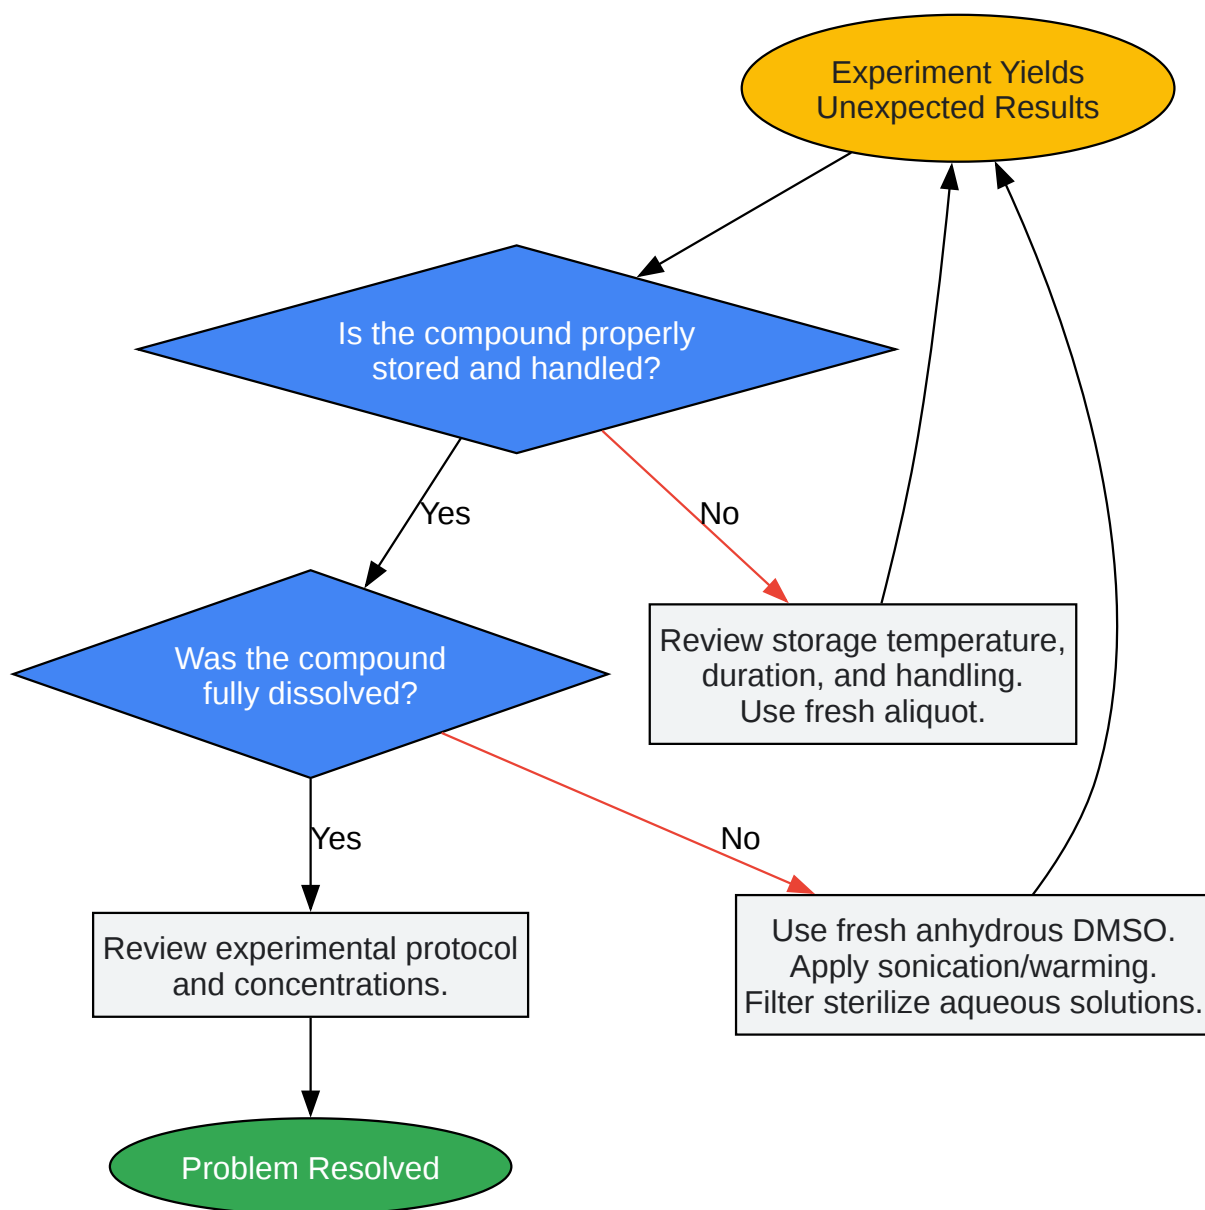 Experiment Yields
Unexpected Results
Is the compound properly
stored and handled?
Yes
No
Review storage temperature,
duration, and handling.
Use fresh aliquot.
Was the compound
fully dissolved?
Yes
No
Review experimental protocol
and concentrations.
Use fresh anhydrous DMSO.
Apply sonication/warming.
Filter sterilize aqueous solutions.
Problem Resolved